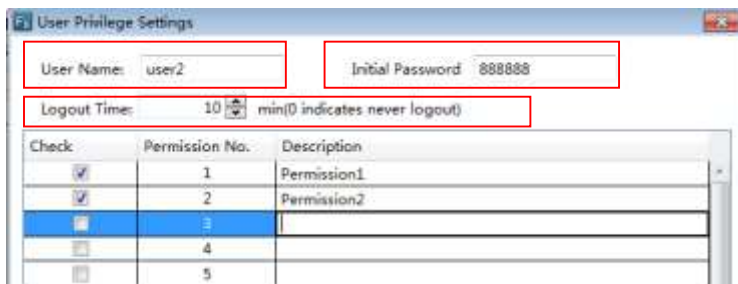 User Privilege Settings
User Name: user2 Initial Password 888888
Logout Time: 10 min(0 indicates never logout)
Check Permission No. Description
1 Permission1
2 Permission2
3
4
5